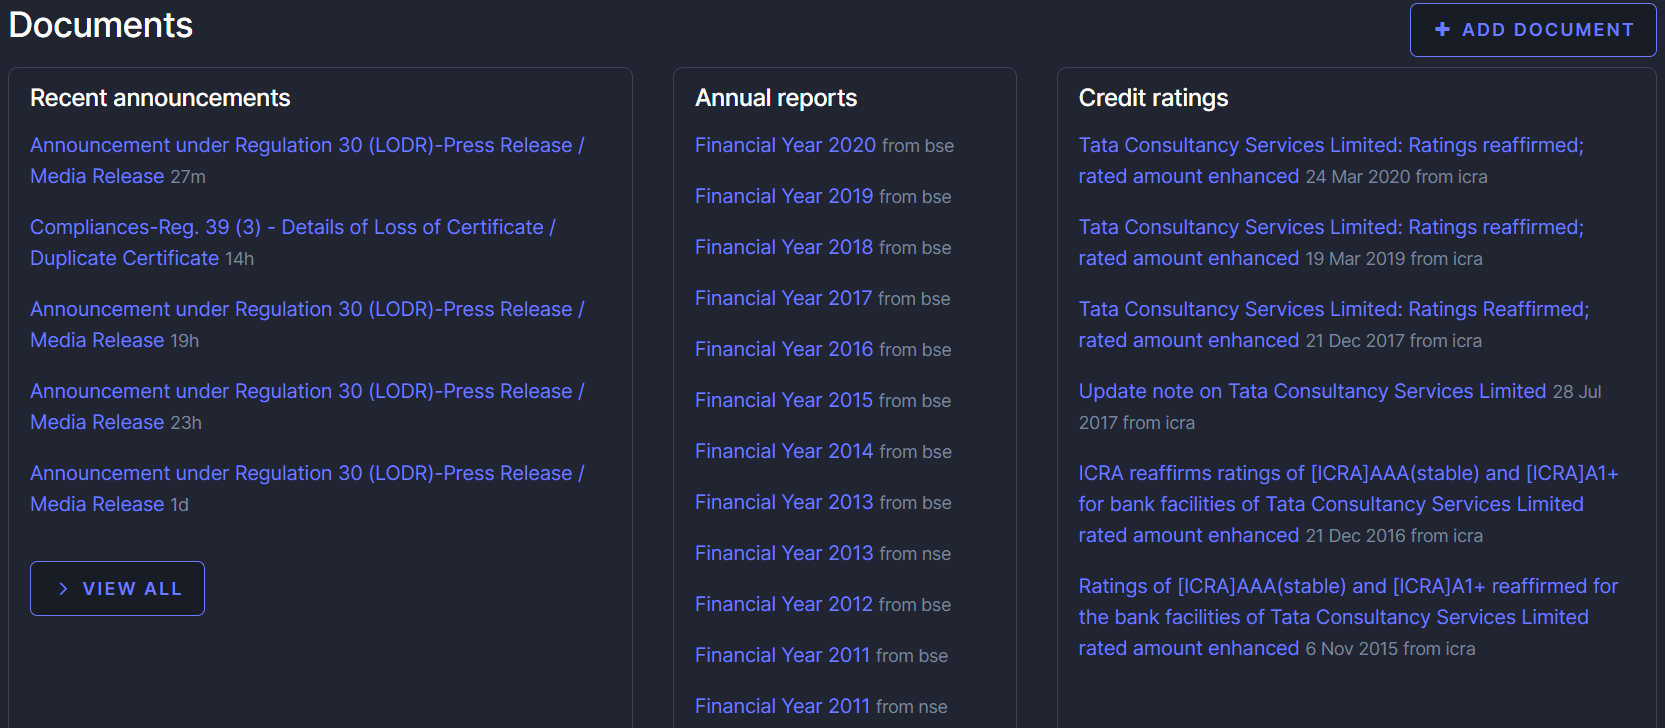 Documents
+ ADD DOCUMENT
Recent announcements
Announcement under Regulation 30 (LODR)-Press Release /
Media Release 27m
Compliances-Reg. 39 (3) - Details of Loss of Certificate /
Duplicate Certificate 14h
Announcement under Regulation 30 (LODR)-Press Release /
Media Release 19h
Announcement under Regulation 30 (LODR)-Press Release /
Media Release 23h
Announcement under Regulation 30 (LODR)-Press Release /
Media Release 1d
VIEW ALL
Annual reports
Financial Year 2020 from bse
Financial Year 2019 from bse
Financial Year 2018 from bse
Financial Year 2017 from bse
Financial Year 2016 from bse
Financial Year 2015 from bse
Financial Year 2014 from bse
Financial Year 2013 from bse
Financial Year 2013 from nse
Financial Year 2012 from bse
Financial Year 2011 from bse
Financial Year 2011 from nse
Credit ratings
Tata Consultancy Services Limited: Ratings reaffirmed;
rated amount enhanced 24 Mar 2020 from icra
Tata Consultancy Services Limited: Ratings reaffirmed;
rated amount enhanced 19 Mar 2019 from icra
Tata Consultancy Services Limited: Ratings Reaffirmed;
rated amount enhanced 21 Dec 2017 from icra
Update note on Tata Consultancy Services Limited 28 Jul
2017 from icra
ICRA reaffirms ratings of [ICRA]AAA(stable) and [ICRA]A1+
for bank facilities of Tata Consultancy Services Limited
rated amount enhanced 21 Dec 2016 from icra
Ratings of [ICRA]AAA(stable) and [ICRA]A1+ reaffirmed for
the bank facilities of Tata Consultancy Services Limited
rated amount enhanced 6 Nov 2015 from icra